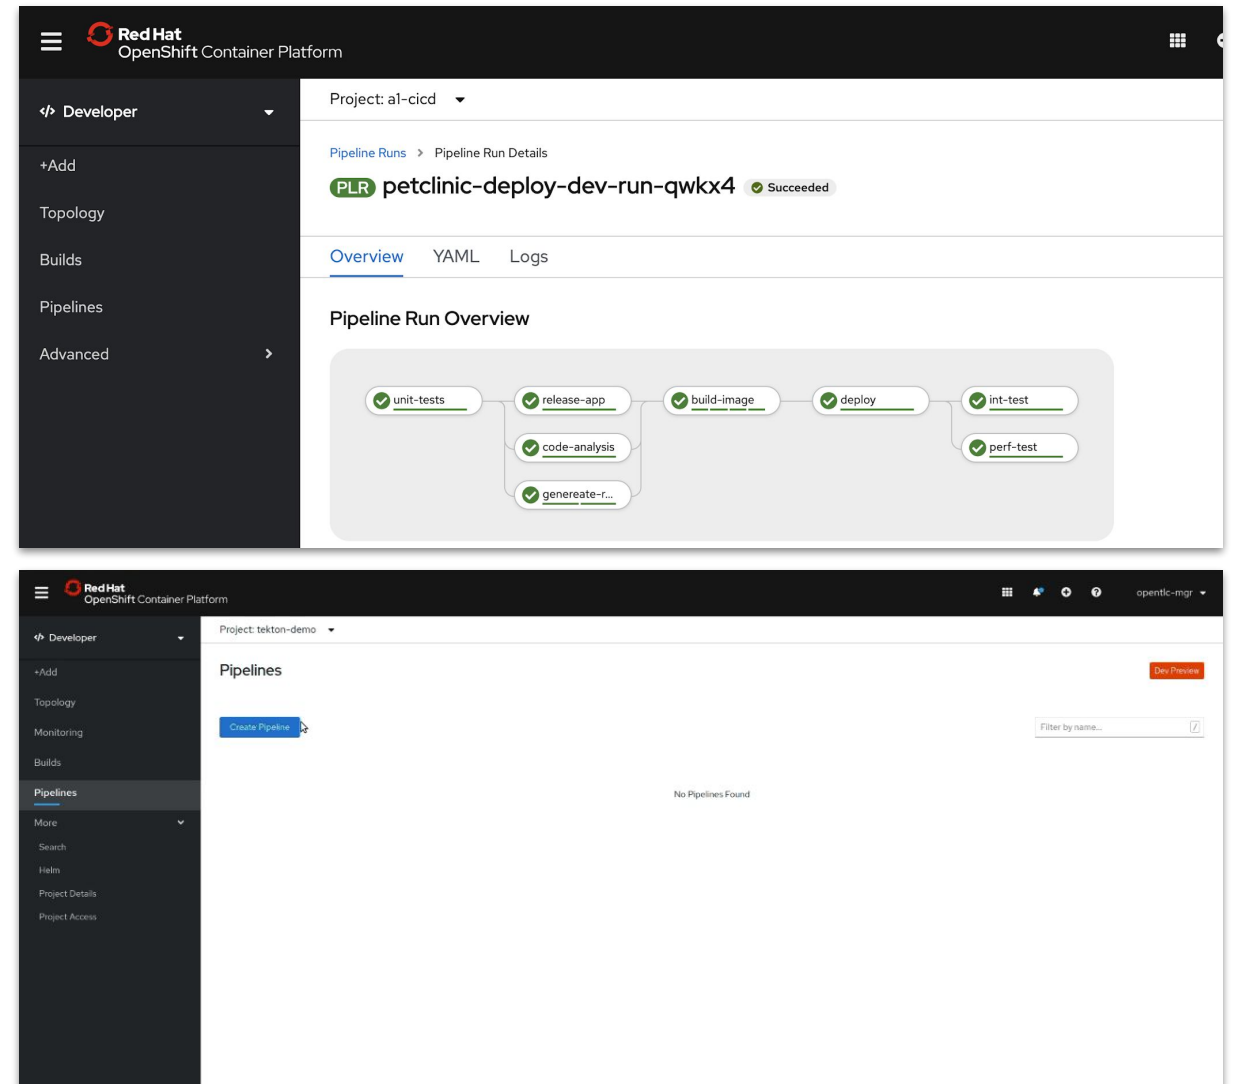 Red Hat
OpenShift Container Platform
</> Developer
Project: a1-cicd
+Add
Topology
Builds
Pipelines
Advanced
Pipeline Runs > Pipeline Run Details
PLR petclinic-deploy-dev-run-qwkx4 Succeeded
Overview YAML Logs
Pipeline Run Overview
unit-tests release-app build-image deploy int-test
code-analysis perf-test
genereate-r...
Red Hat
OpenShift Container Platform
opentlc-mgr
</> Developer
Project: tekton-demo
+Add
Topology
Monitoring
Builds
Pipelines
More
Search
Helm
Project Details
Project Access
Pipelines
Dev Preview
Create Pipeline
Filter by name... /
No Pipelines Found